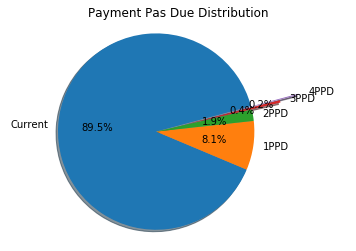 Payment Pas Due Distribution
4PPD
3PPD
0.2%
0.4%
2PPD
1.9%
Current
89.5%
8.1%
1PPD